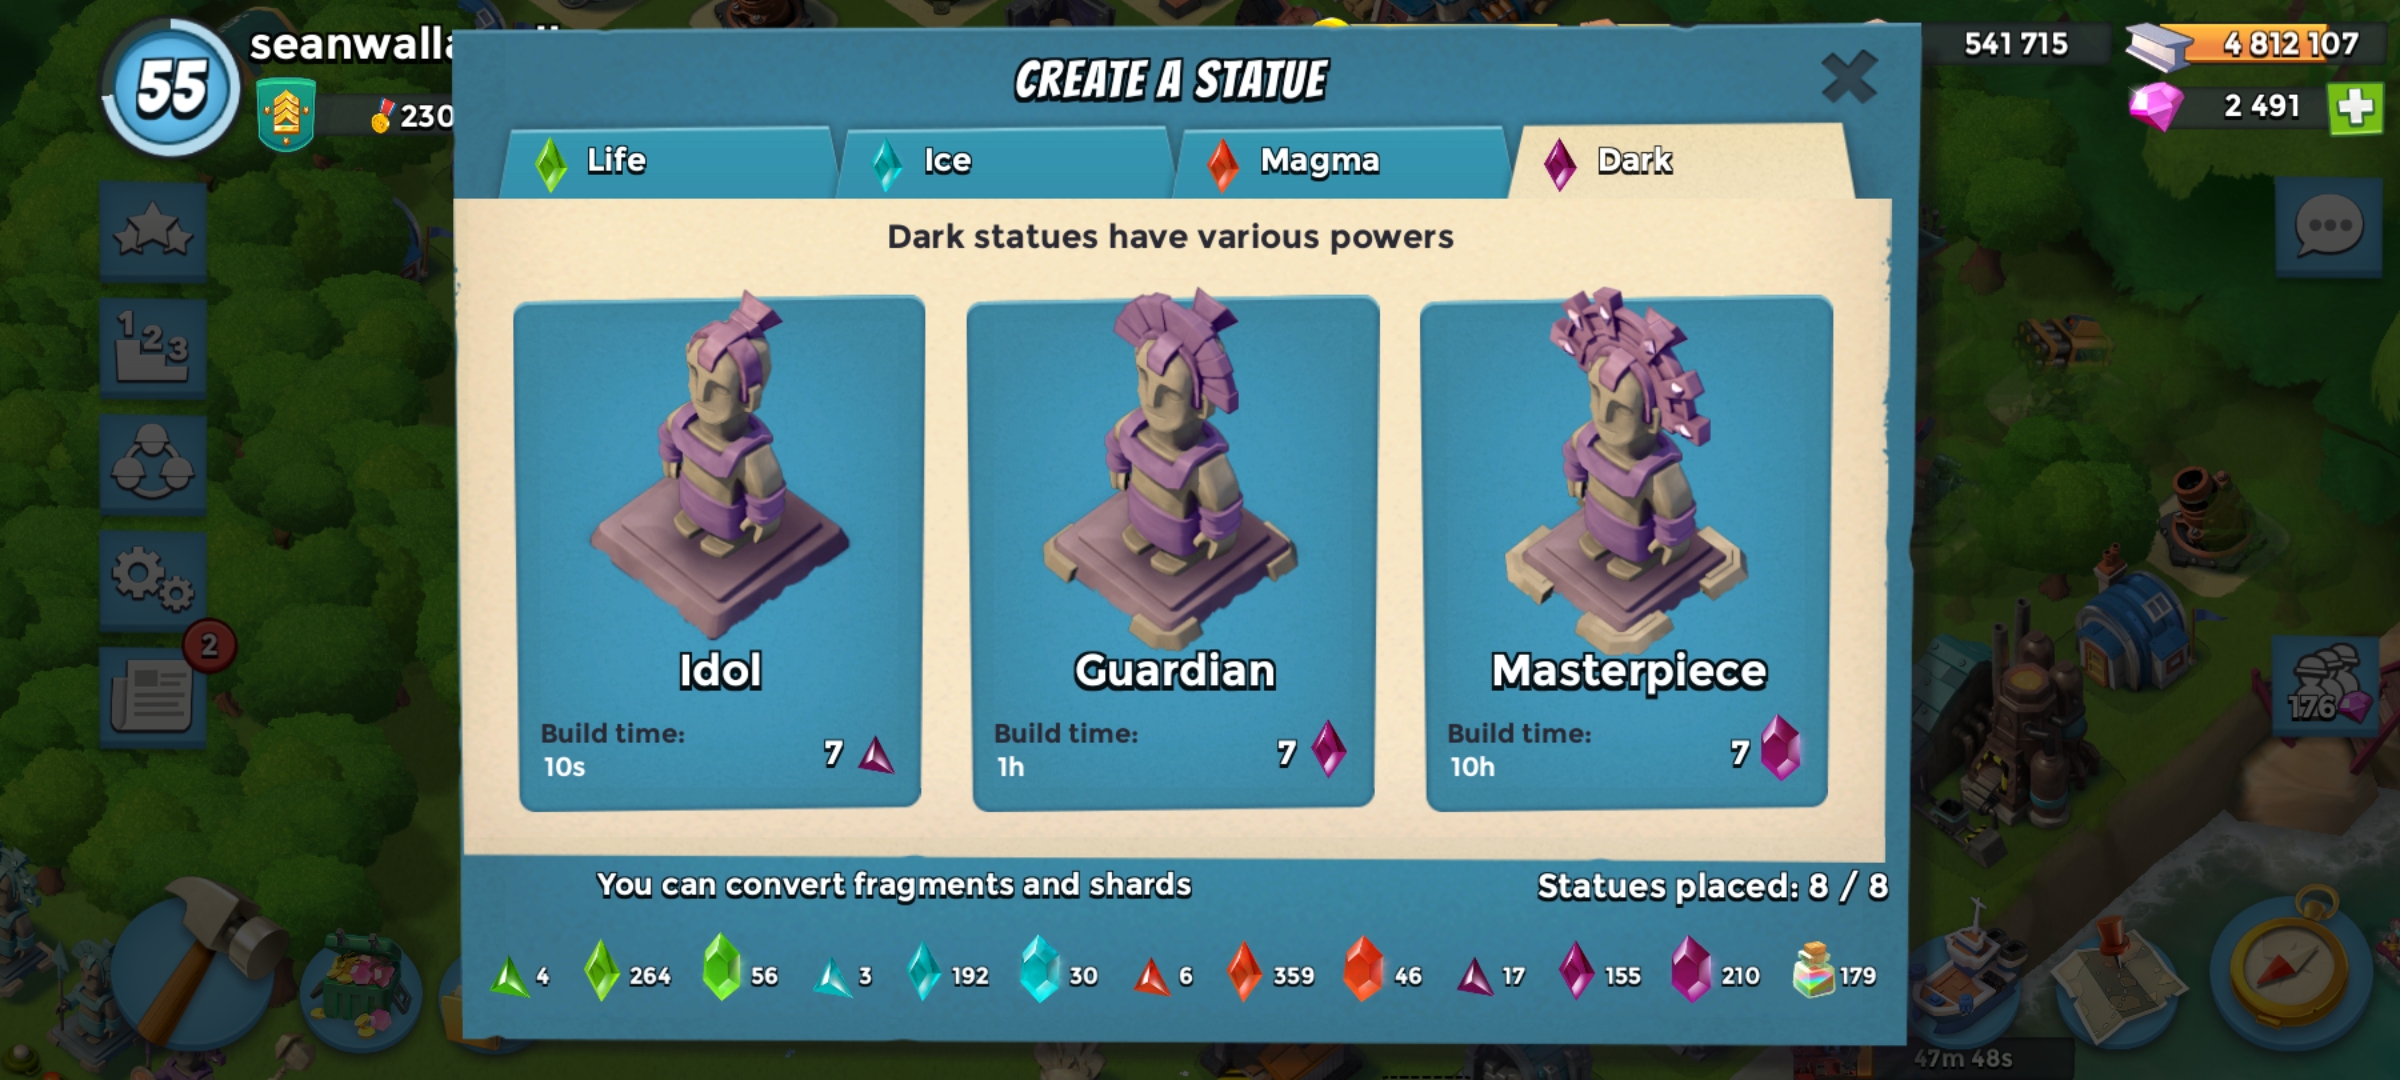 55
230
541 715
4 812 107
2 491
CREATE A STATUE
Life
Ice
Magma
Dark
Dark statues have various powers
1 2 3
2
Idol
Build time:
10s
7
Guardian
Build time:
1h
7
Masterpiece
Build time:
10h
7
176
You can convert fragments and shards
Statues placed: 8 / 8
4 264 56 3 192 30 6 359 46 17 155 210 179
47m 48s